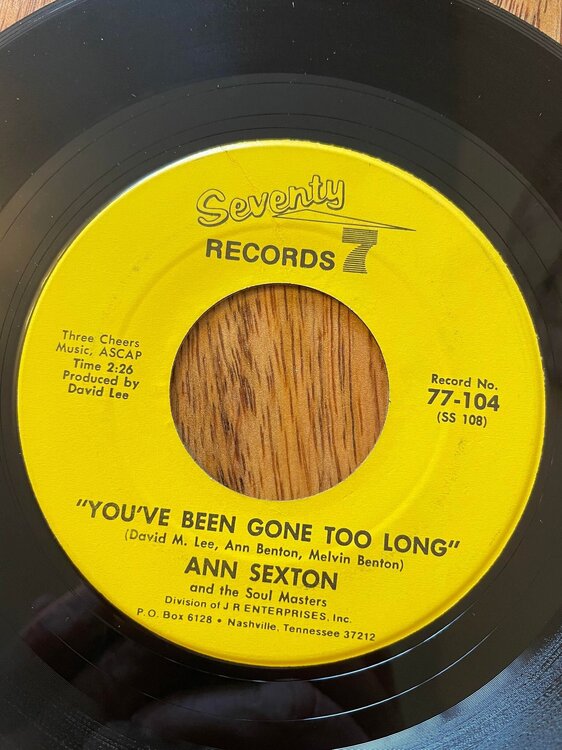 Seventy
RECORDS 7
Three Cheers
Music, ASCAP
Time 2:26
Produced by
David Lee
Record No.
77-104
(SS 108)
"YOU'VE BEEN GONE TOO LONG"
(David M. Lee, Ann Benton, Melvin Benton)
ANN SEXTON
and the Soul Masters
Division of J R ENTERPRISES, Inc.
P.O. Box 6128 • Nashville, Tennessee 37212